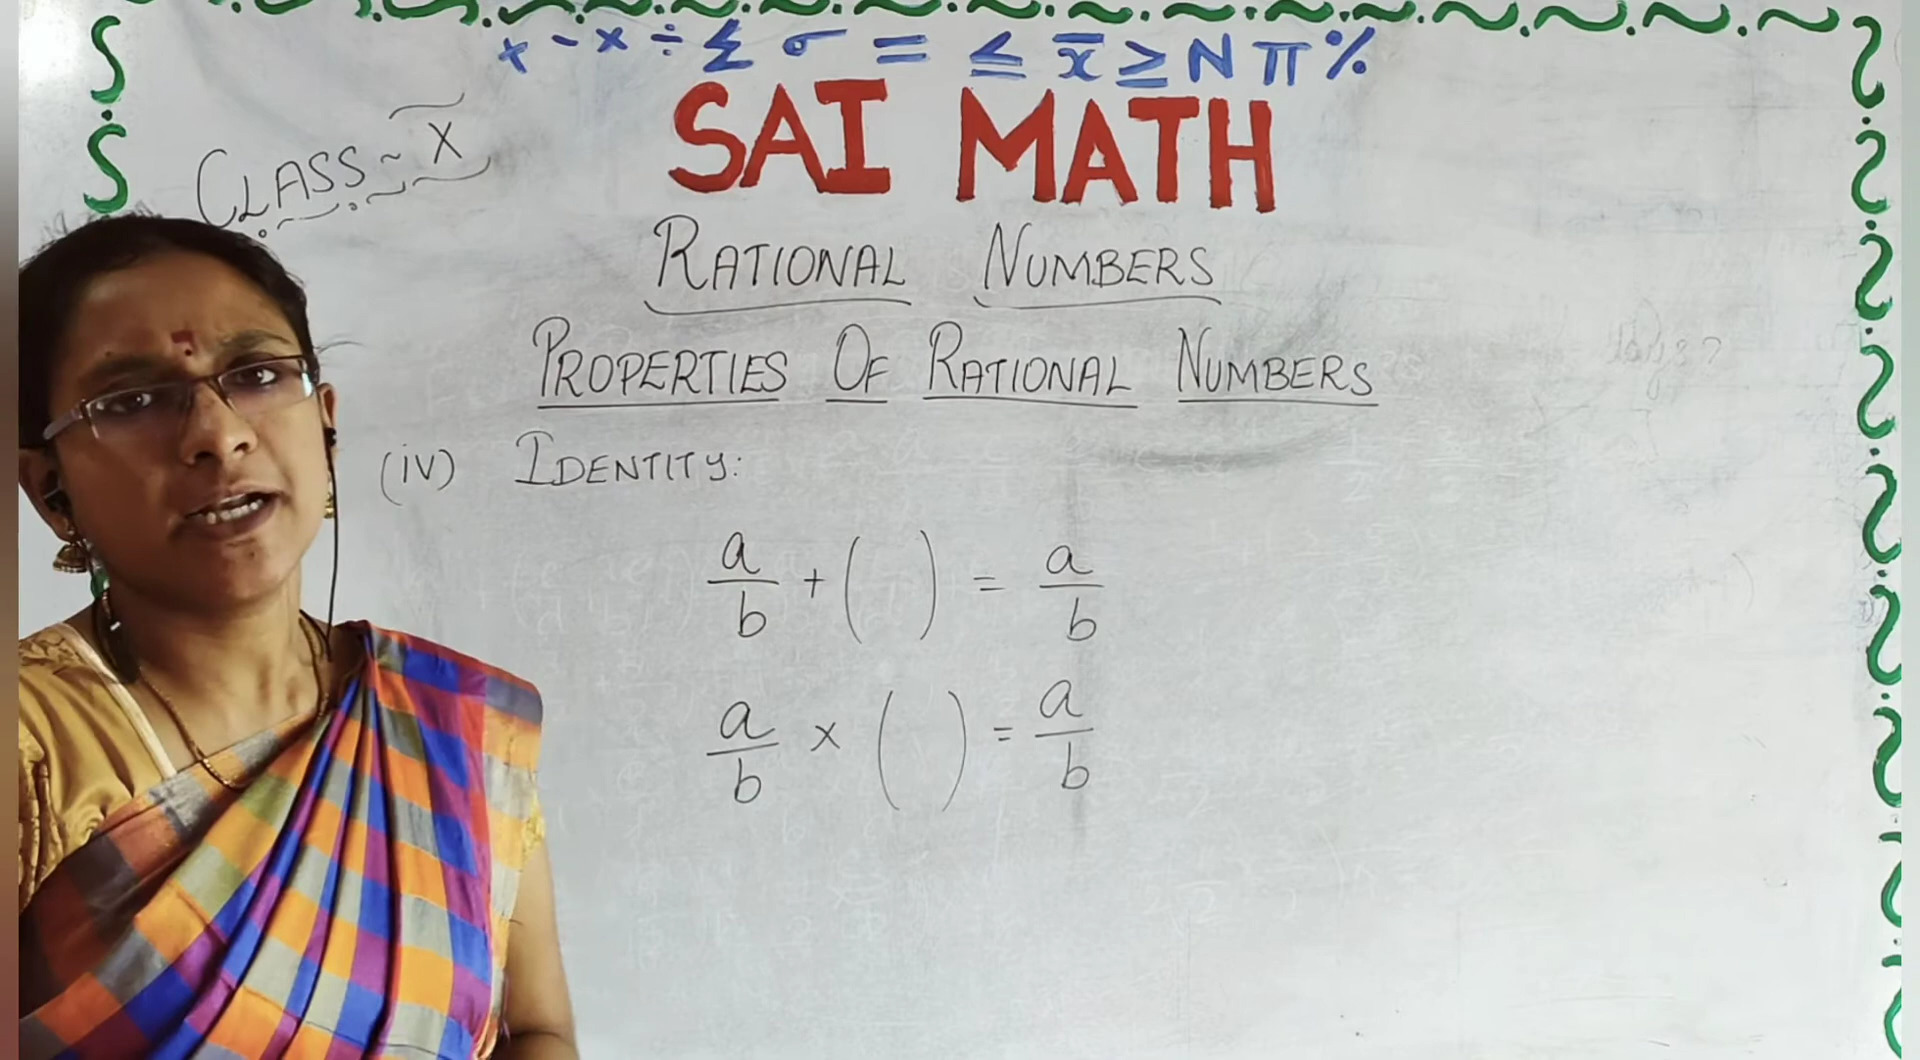 + - × ÷ Σ σ = ≤ x̄ ≥ N π %
SAI MATH
CLASS ~ X
RATIONAL NUMBERS
PROPERTIES OF RATIONAL NUMBERS
(iv) IDENTITY:
a/b + ( ) = a/b
a/b × ( ) = a/b